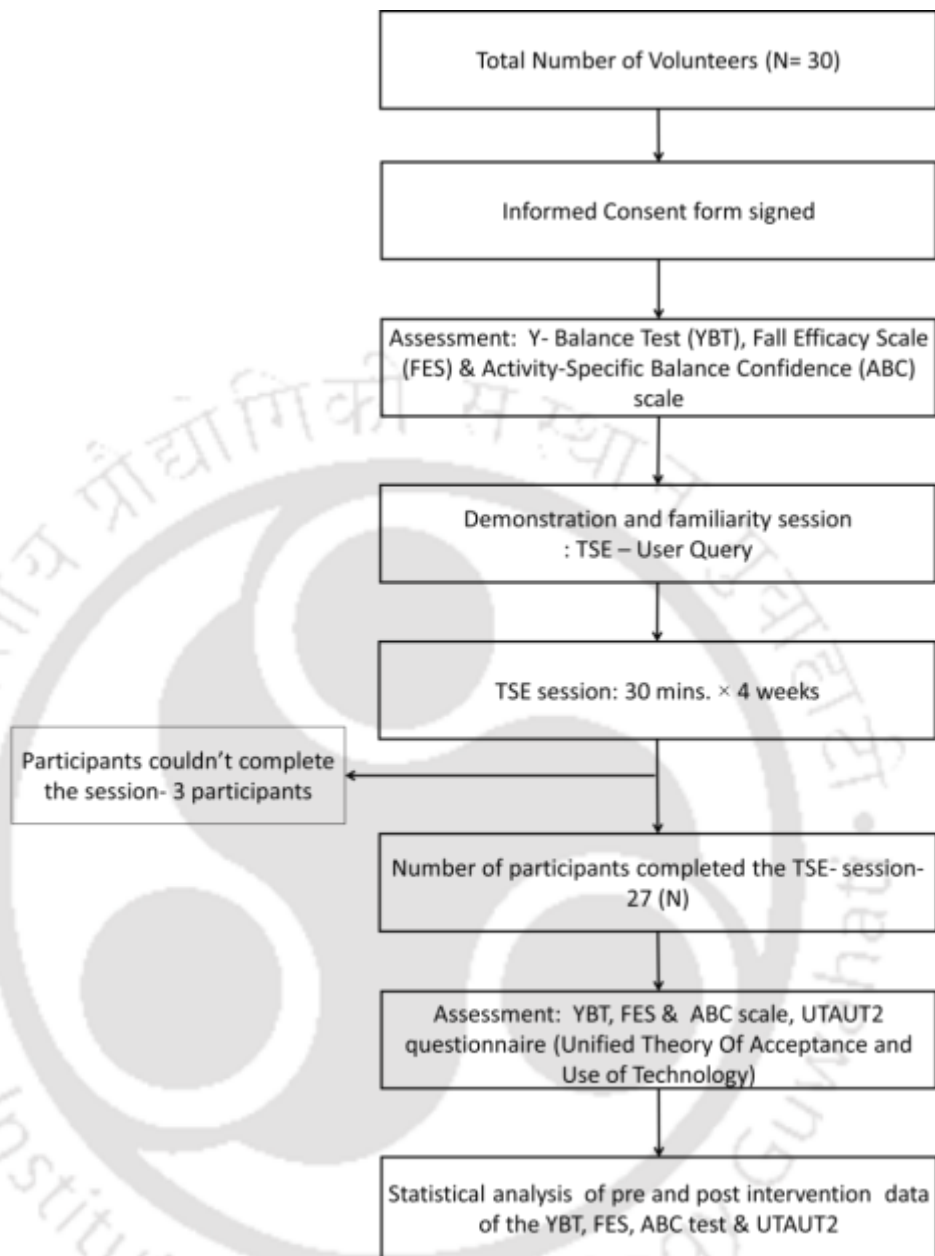 Total Number of Volunteers (N= 30)
Informed Consent form signed
Assessment: Y- Balance Test (YBT), Fall Efficacy Scale
(FES) & Activity-Specific Balance Confidence (ABC)
scale
Demonstration and familiarity session
: TSE – User Query
TSE session: 30 mins. × 4 weeks
Participants couldn't complete
the session- 3 participants
Number of participants completed the TSE- session-
27 (N)
Assessment: YBT, FES & ABC scale, UTAUT2
questionnaire (Unified Theory Of Acceptance and
Use of Technology)
Statistical analysis of pre and post intervention data
of the YBT, FES, ABC test & UTAUT2
प्रौद्योगिकी
Guwahati